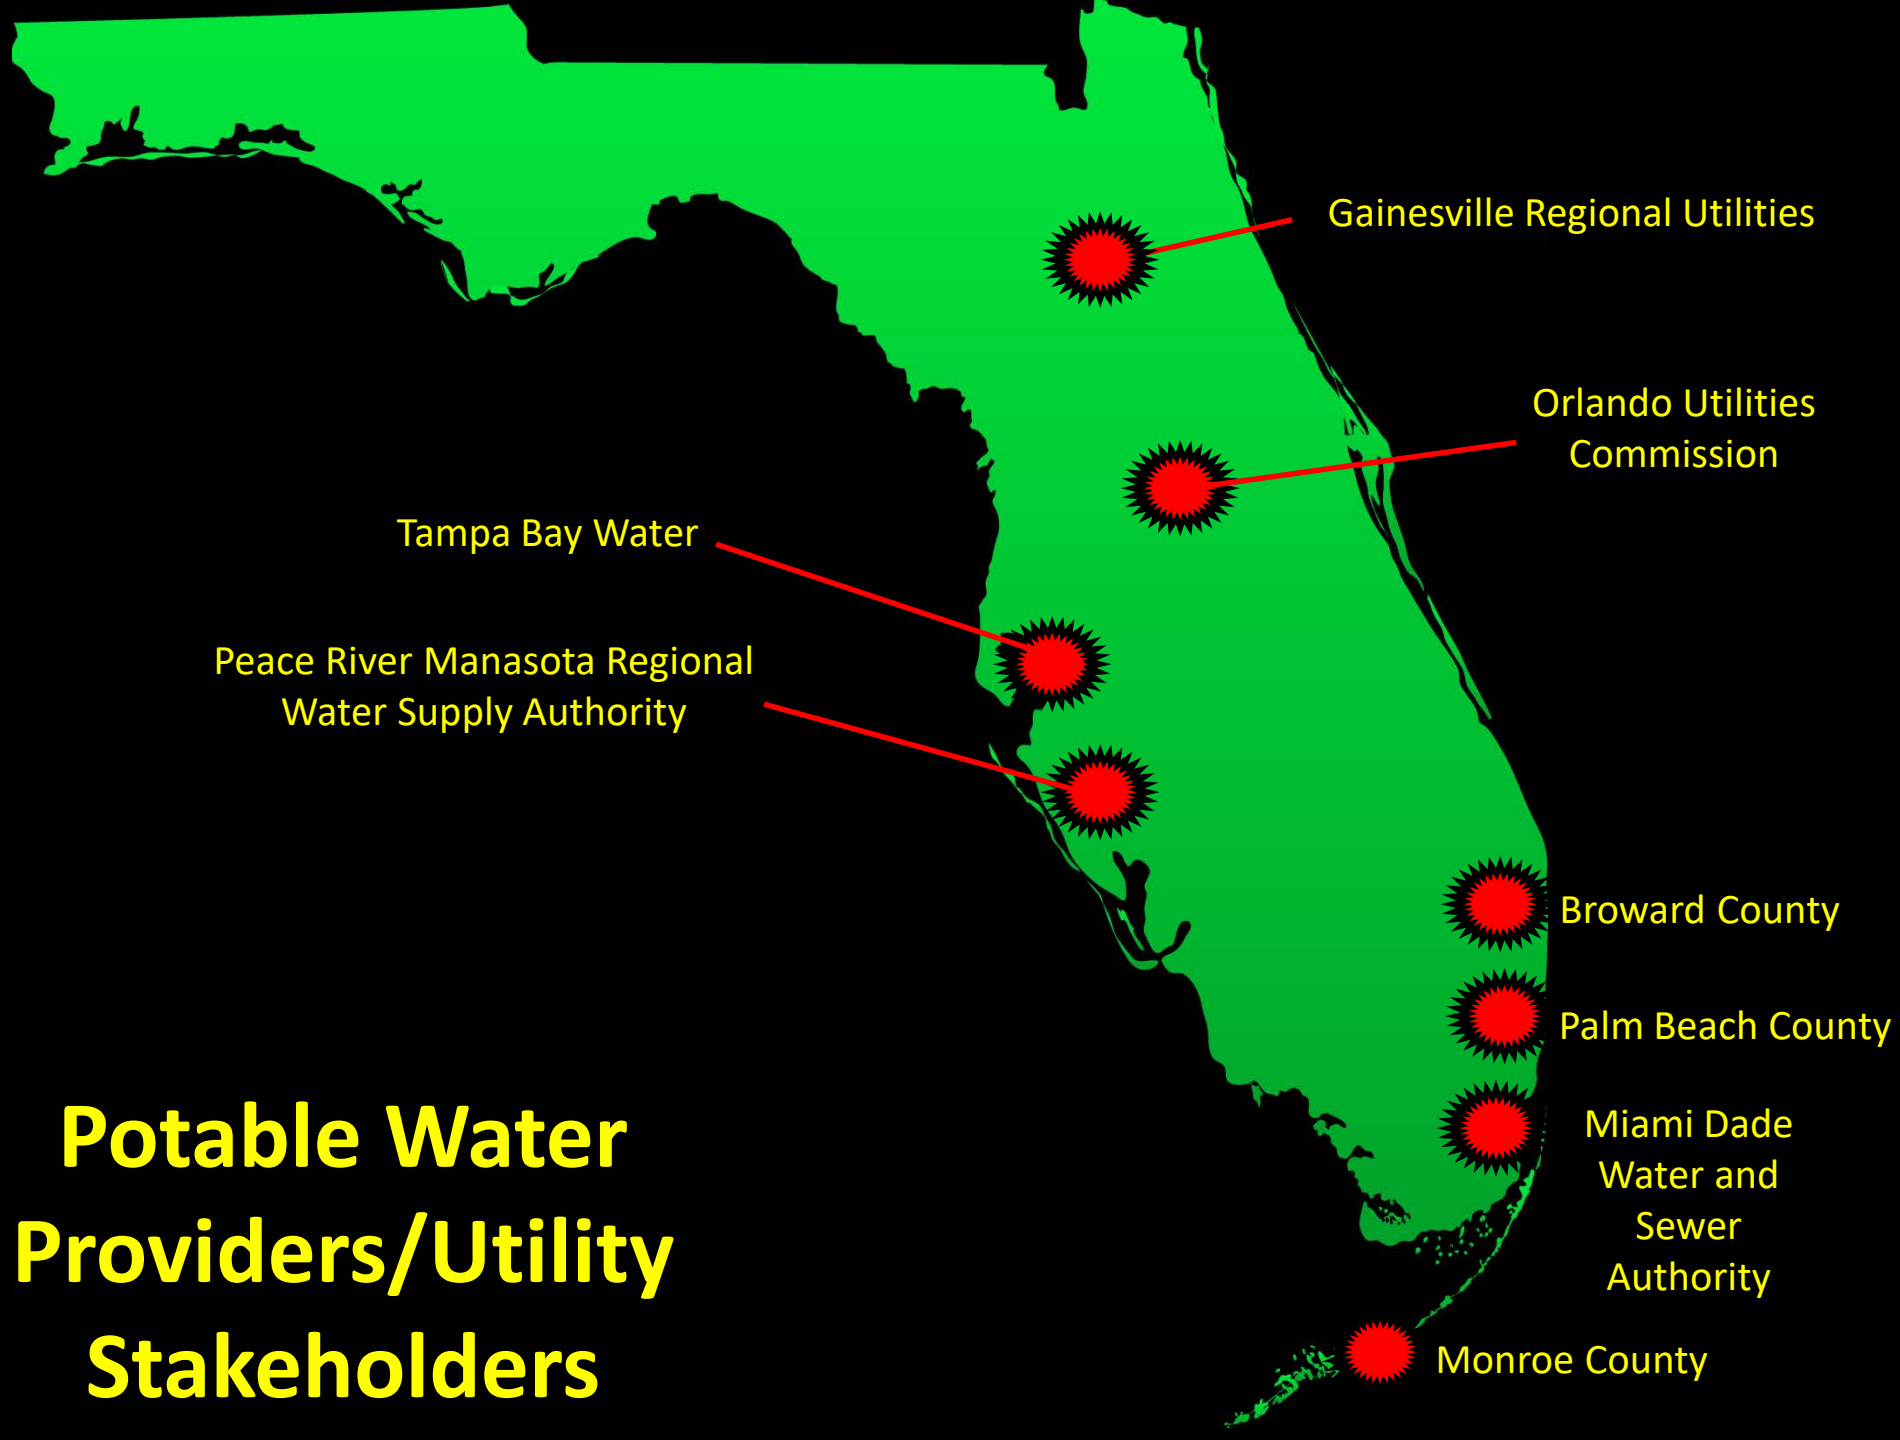 Gainesville Regional Utilities
Orlando Utilities
Commission
Tampa Bay Water
Peace River Manasota Regional
Water Supply Authority
Broward County
Palm Beach County
Miami Dade
Water and
Sewer
Authority
Monroe County
Potable Water
Providers/Utility
Stakeholders